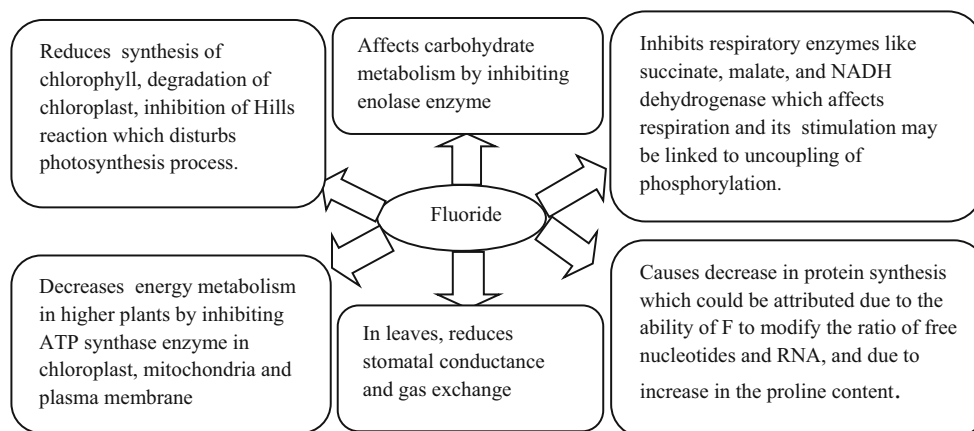 Reduces synthesis of
chlorophyll, degradation of
chloroplast, inhibition of Hills
reaction which disturbs
photosynthesis process.
Affects carbohydrate
metabolism by inhibiting
enolase enzyme
Inhibits respiratory enzymes like
succinate, malate, and NADH
dehydrogenase which affects
respiration and its stimulation may
be linked to uncoupling of
phosphorylation.
Fluoride
Decreases energy metabolism
in higher plants by inhibiting
ATP synthase enzyme in
chloroplast, mitochondria and
plasma membrane
In leaves, reduces
stomatal conductance
and gas exchange
Causes decrease in protein synthesis
which could be attributed due to the
ability of F to modify the ratio of free
nucleotides and RNA, and due to
increase in the proline content.